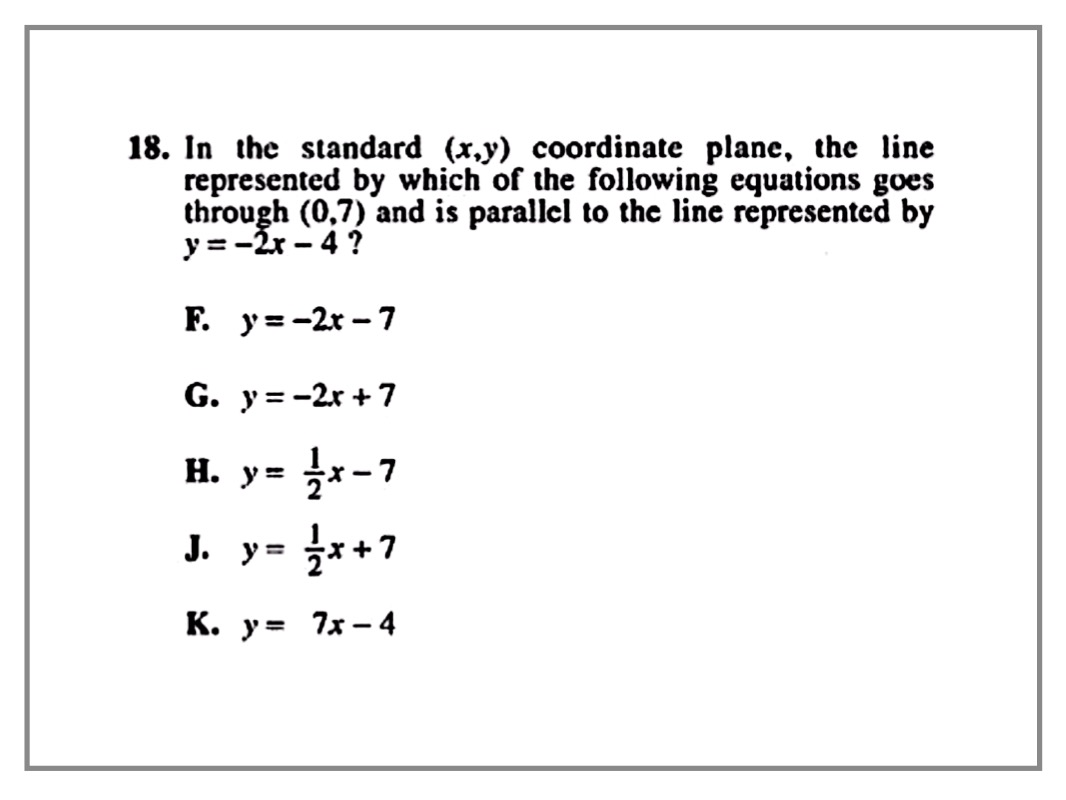 18. In the standard (x,y) coordinate plane, the line
represented by which of the following equations goes
through (0,7) and is parallel to the line represented by
y = –2x – 4 ?
F. y = –2x – 7
G. y = –2x + 7
H. y = 1/2 x – 7
J. y = 1/2 x + 7
K. y = 7x – 4